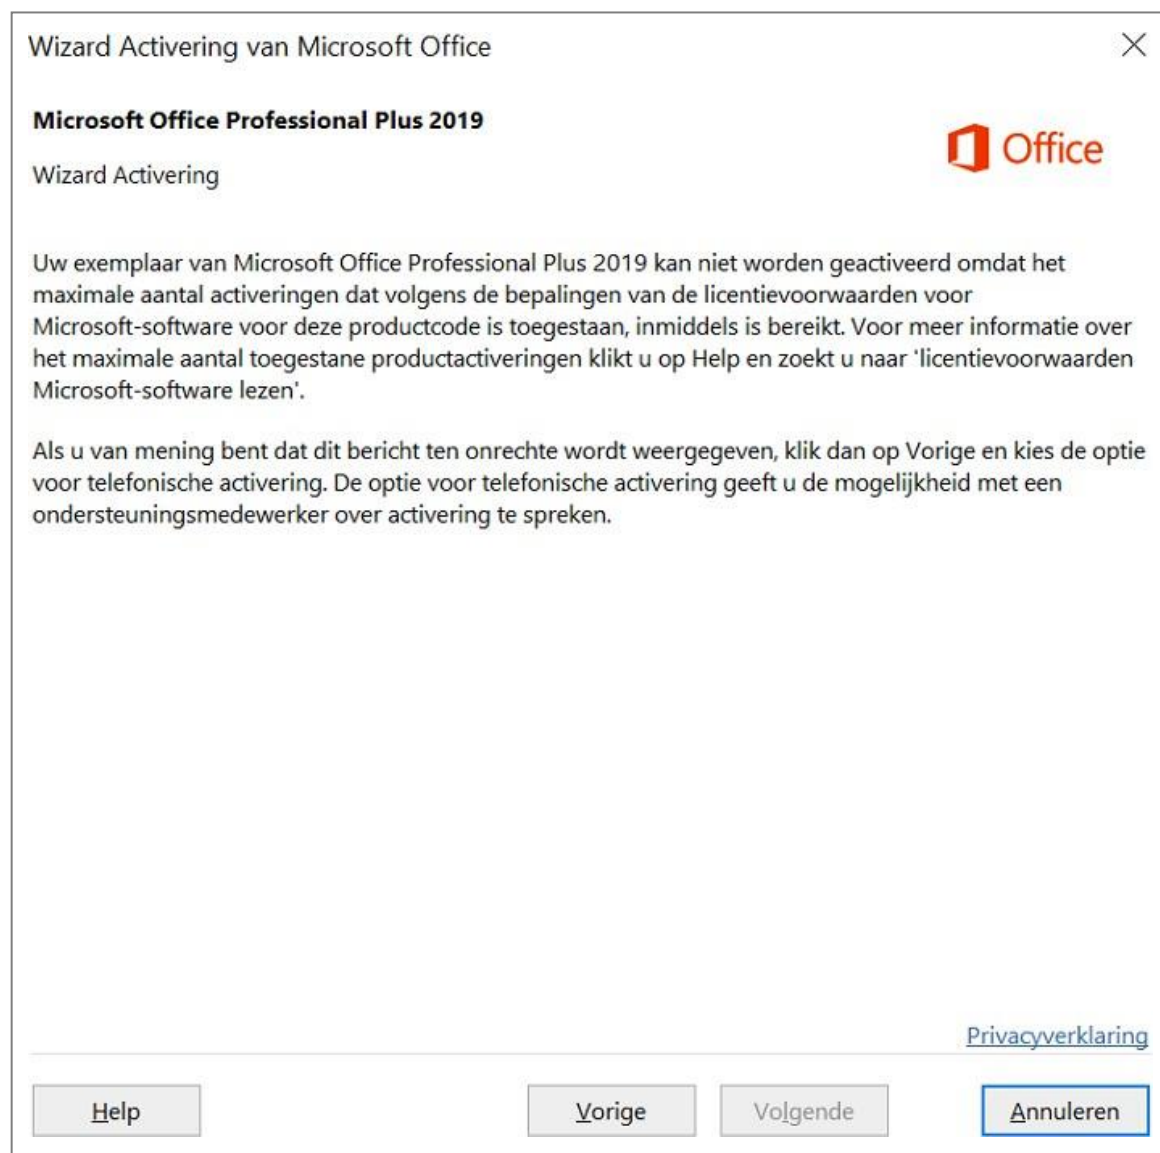 Wizard Activering van Microsoft Office
Microsoft Office Professional Plus 2019
Office
Wizard Activering
Uw exemplaar van Microsoft Office Professional Plus 2019 kan niet worden geactiveerd omdat het
maximale aantal activeringen dat volgens de bepalingen van de licentievoorwaarden voor
Microsoft-software voor deze productcode is toegestaan, inmiddels is bereikt. Voor meer informatie over
het maximale aantal toegestane productactiveringen klikt u op Help en zoekt u naar 'licentievoorwaarden
Microsoft-software lezen'.
Als u van mening bent dat dit bericht ten onrechte wordt weergegeven, klik dan op Vorige en kies de optie
voor telefonische activering. De optie voor telefonische activering geeft u de mogelijkheid met een
ondersteuningsmedewerker over activering te spreken.
Privacyverklaring
Help
Vorige
Volgende
Annuleren